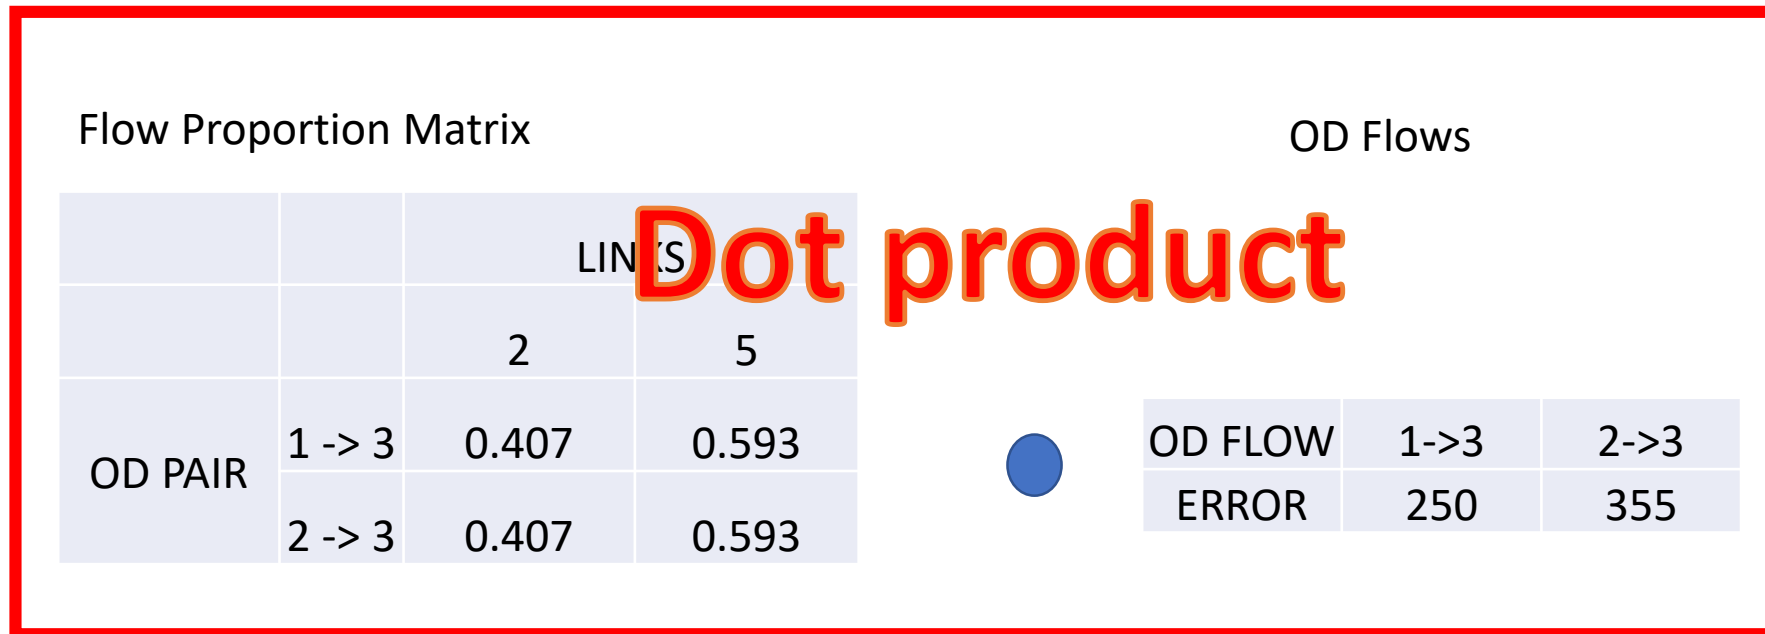 Flow Proportion Matrix
OD Flows
Dot product
LINKS
2 5
1 -> 3 0.407 0.593
OD PAIR
2 -> 3 0.407 0.593
OD FLOW 1->3 2->3
ERROR 250 355